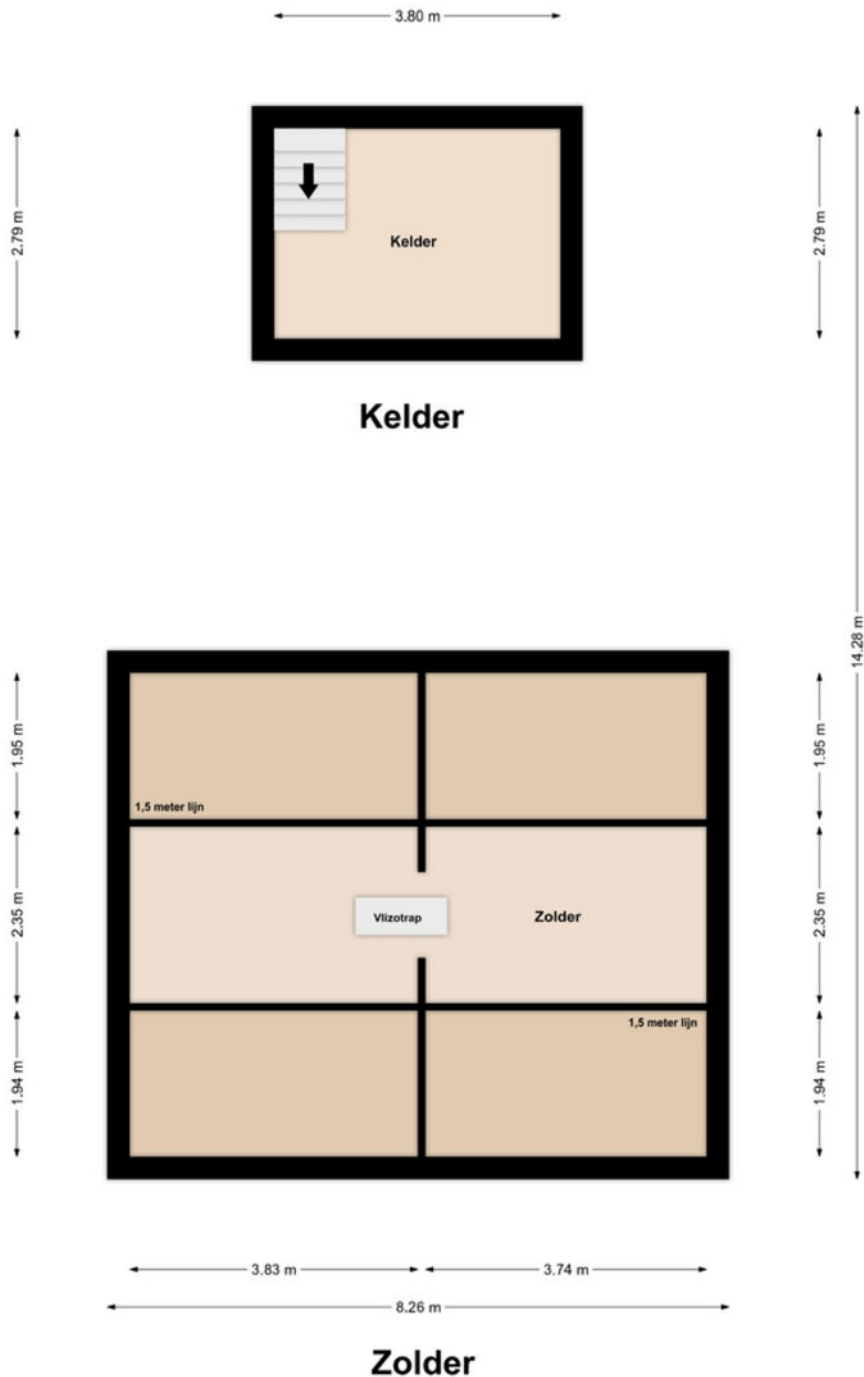 3.80 m
2.79 m
2.79 m
Kelder
Kelder
14.28 m
1.95 m
1.95 m
1,5 meter lijn
2.35 m
Vlizotrap
Zolder
2.35 m
1,5 meter lijn
1.94 m
1.94 m
3.83 m
3.74 m
8.26 m
Zolder